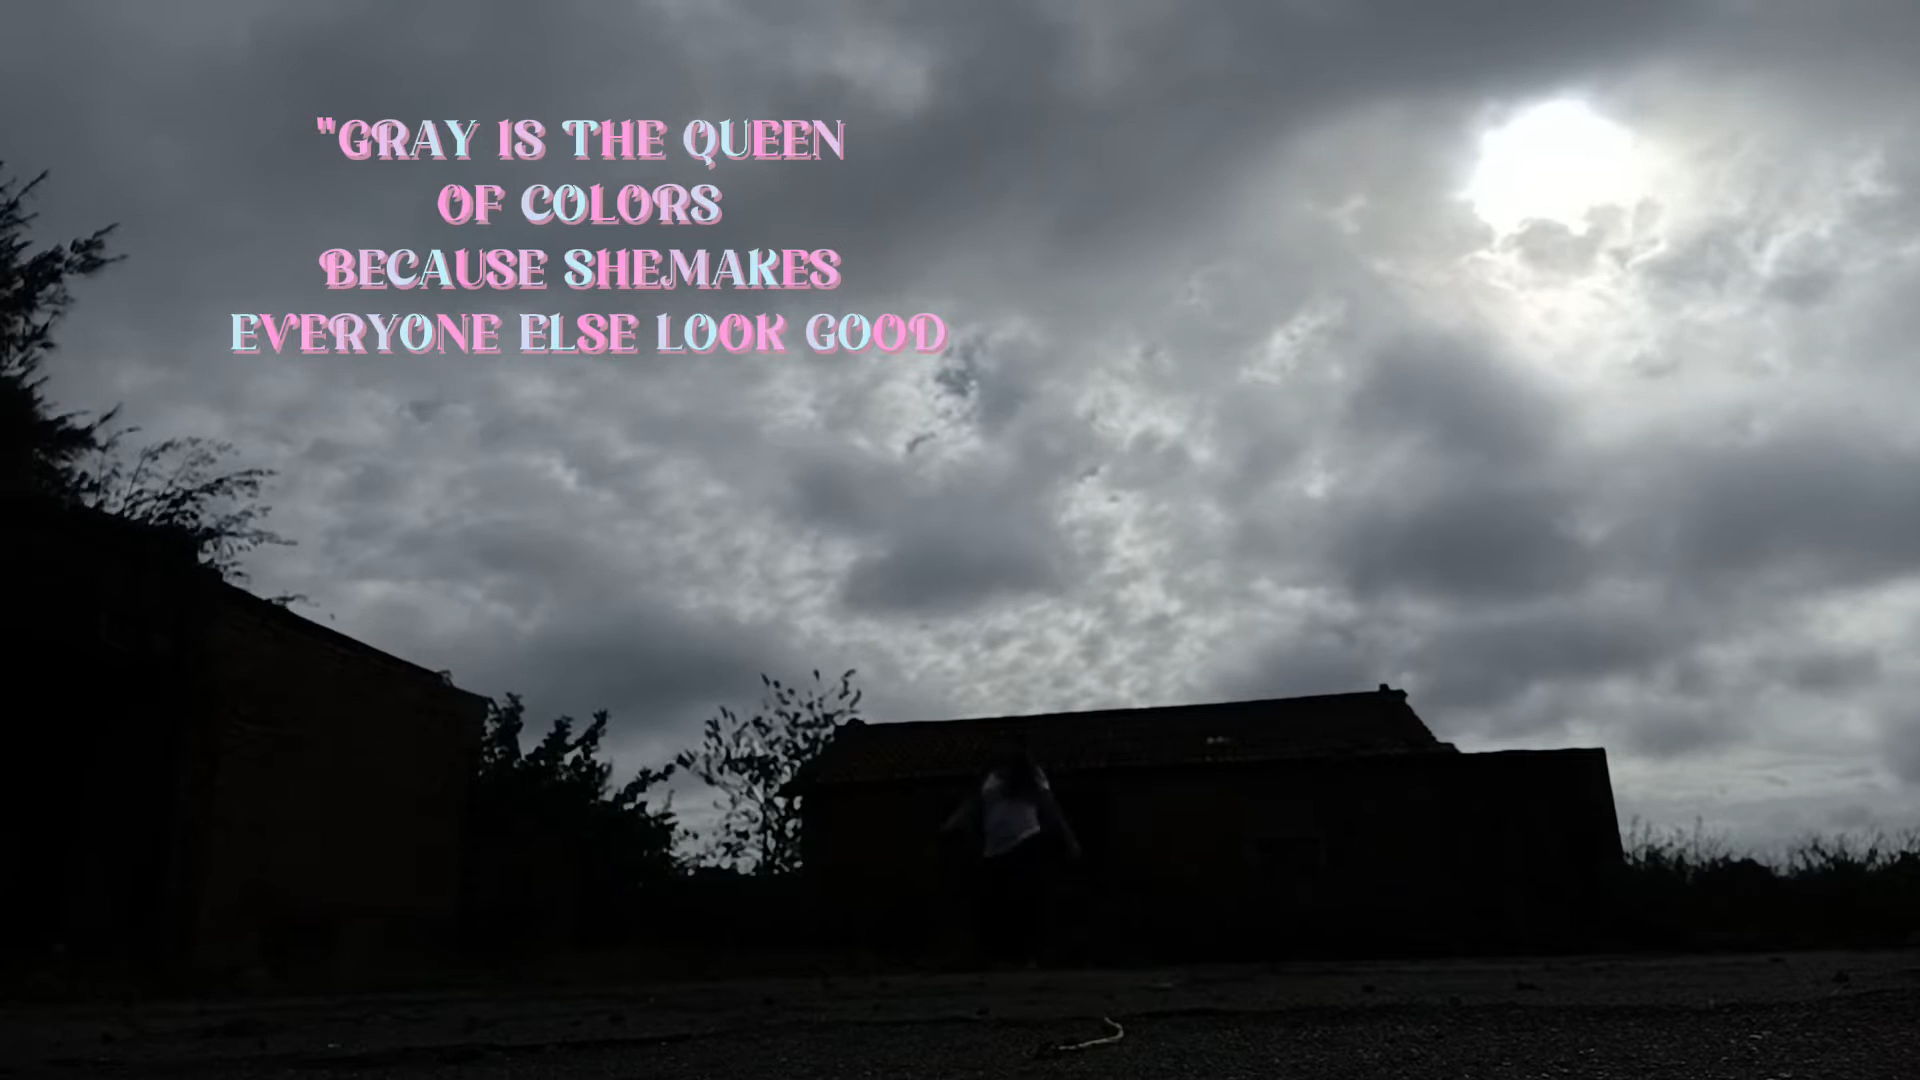 "GRAY IS THE QUEEN
OF COLORS
BECAUSE SHEMAKES
EVERYONE ELSE LOOK GOOD